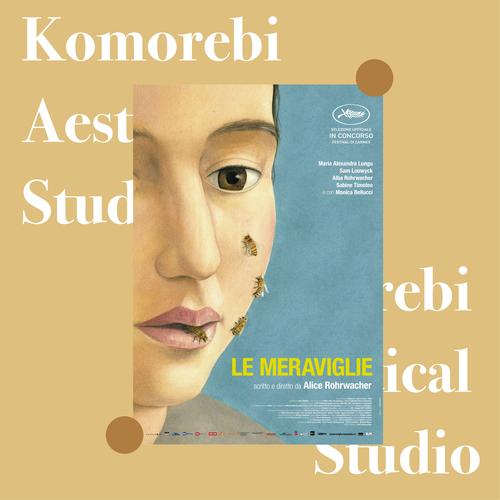 Komorebi
Aest
Stud
SELEZIONE UFFICIALE
IN CONCORSO
FESTIVAL DI CANNES
Maria Alexandra Lungu
Sam Louwyck
Alba Rohrwacher
Sabine Timoteo
e con Monica Bellucci
rebi
LE MERAVIGLIE
scritto e diretto da Alice Rohrwacher
ical
Studio